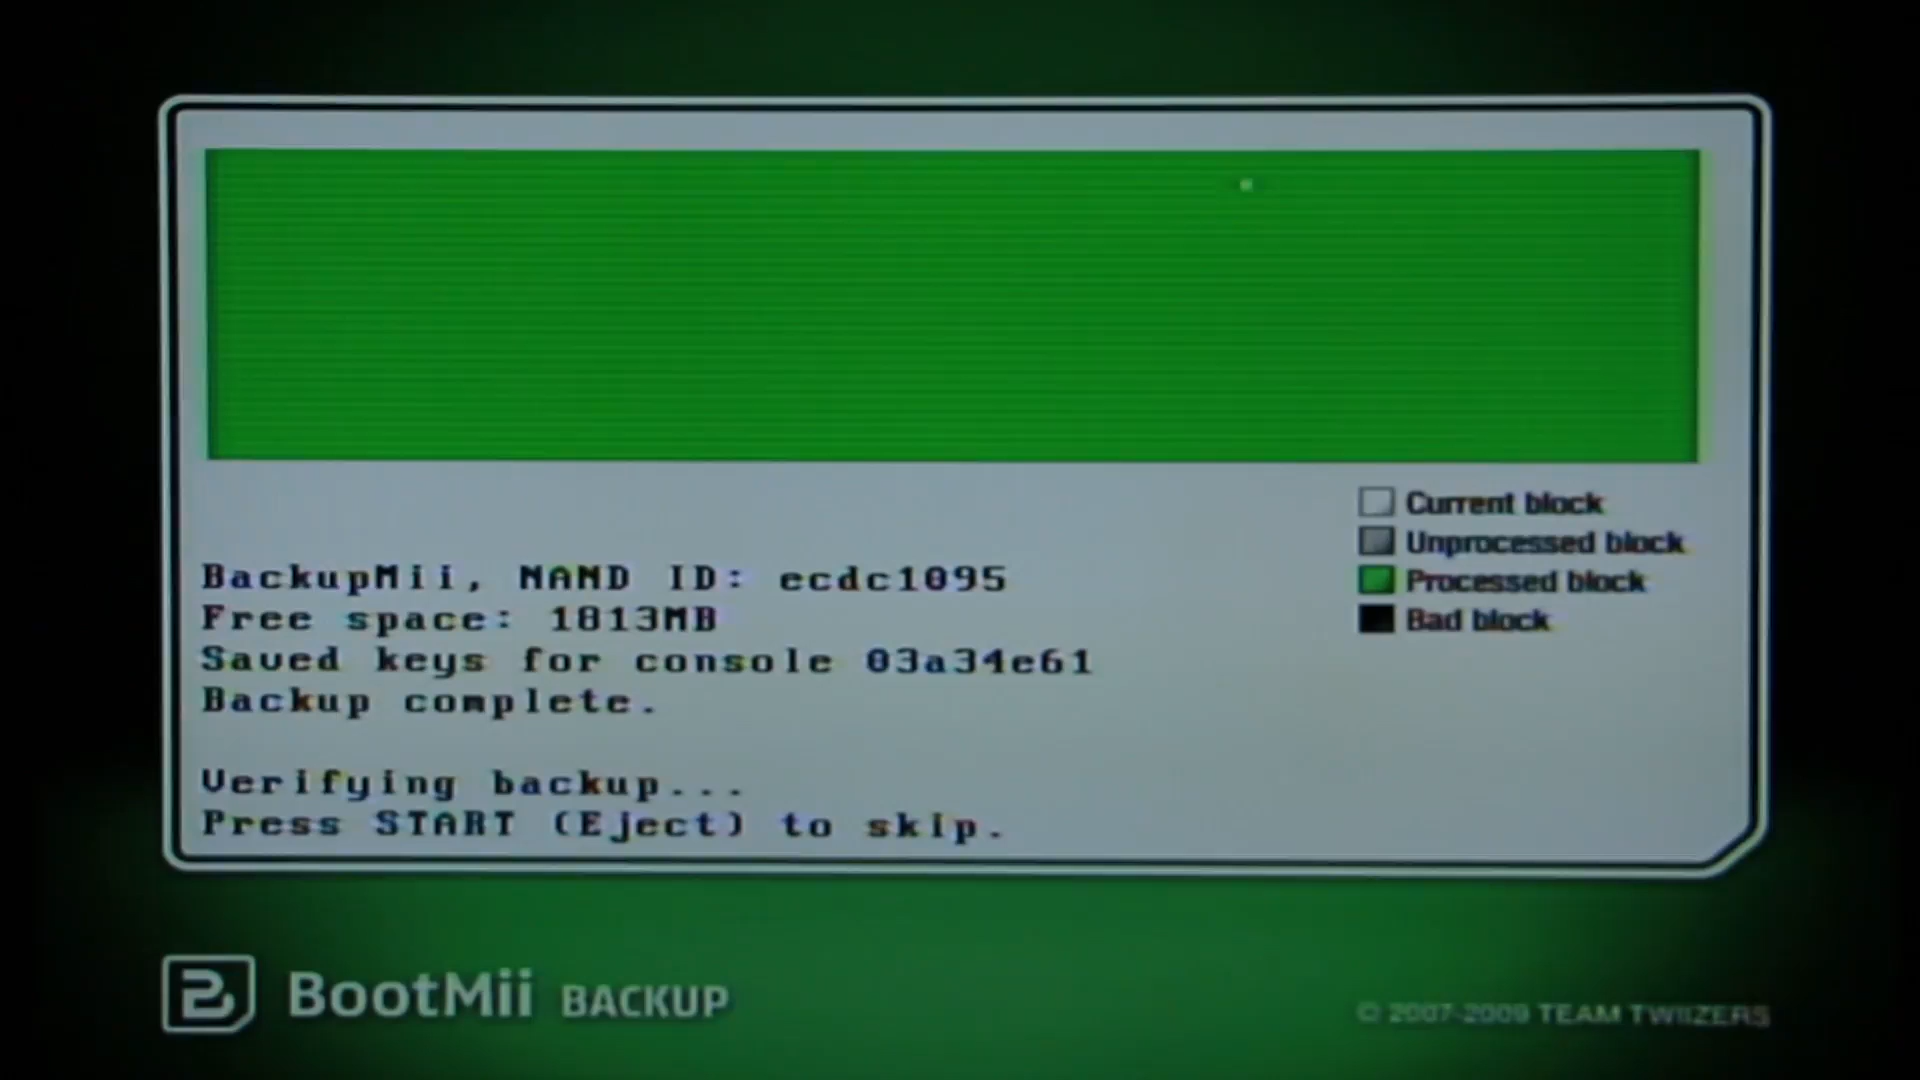 Current block
Unprocessed block
Processed block
Bad block
BackupMii, NAND ID: ecdc1095
Free space: 1813MB
Saved keys for console 03a34e61
Backup complete.
Verifying backup...
Press START (Eject) to skip.
BootMii BACKUP
© 2007-2009 TEAM TWIIZERS